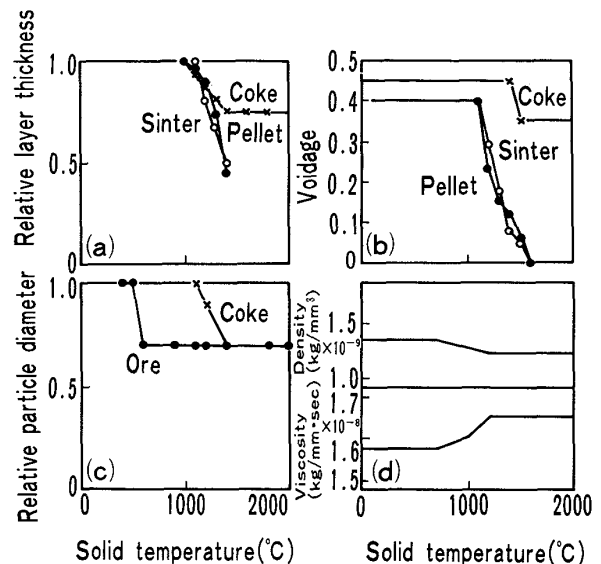 Relative layer thickness
1.0
0.5
0
Coke
Sinter
Pellet
(a)
Voidage
0.5
0.4
0.3
0.2
0.1
0
Coke
Sinter
Pellet
(b)
Relative particle diameter
1.0
0.5
0
Coke
Ore
(c)
0
1000
2000
Solid temperature(°C)
Density
(kg/mm³)
×10⁻⁹
1.5
1.0
Viscosity
(kg/mm·sec)
×10⁻⁸
1.7
1.6
1.5
(d)
0
1000
2000
Solid temperature(°C)